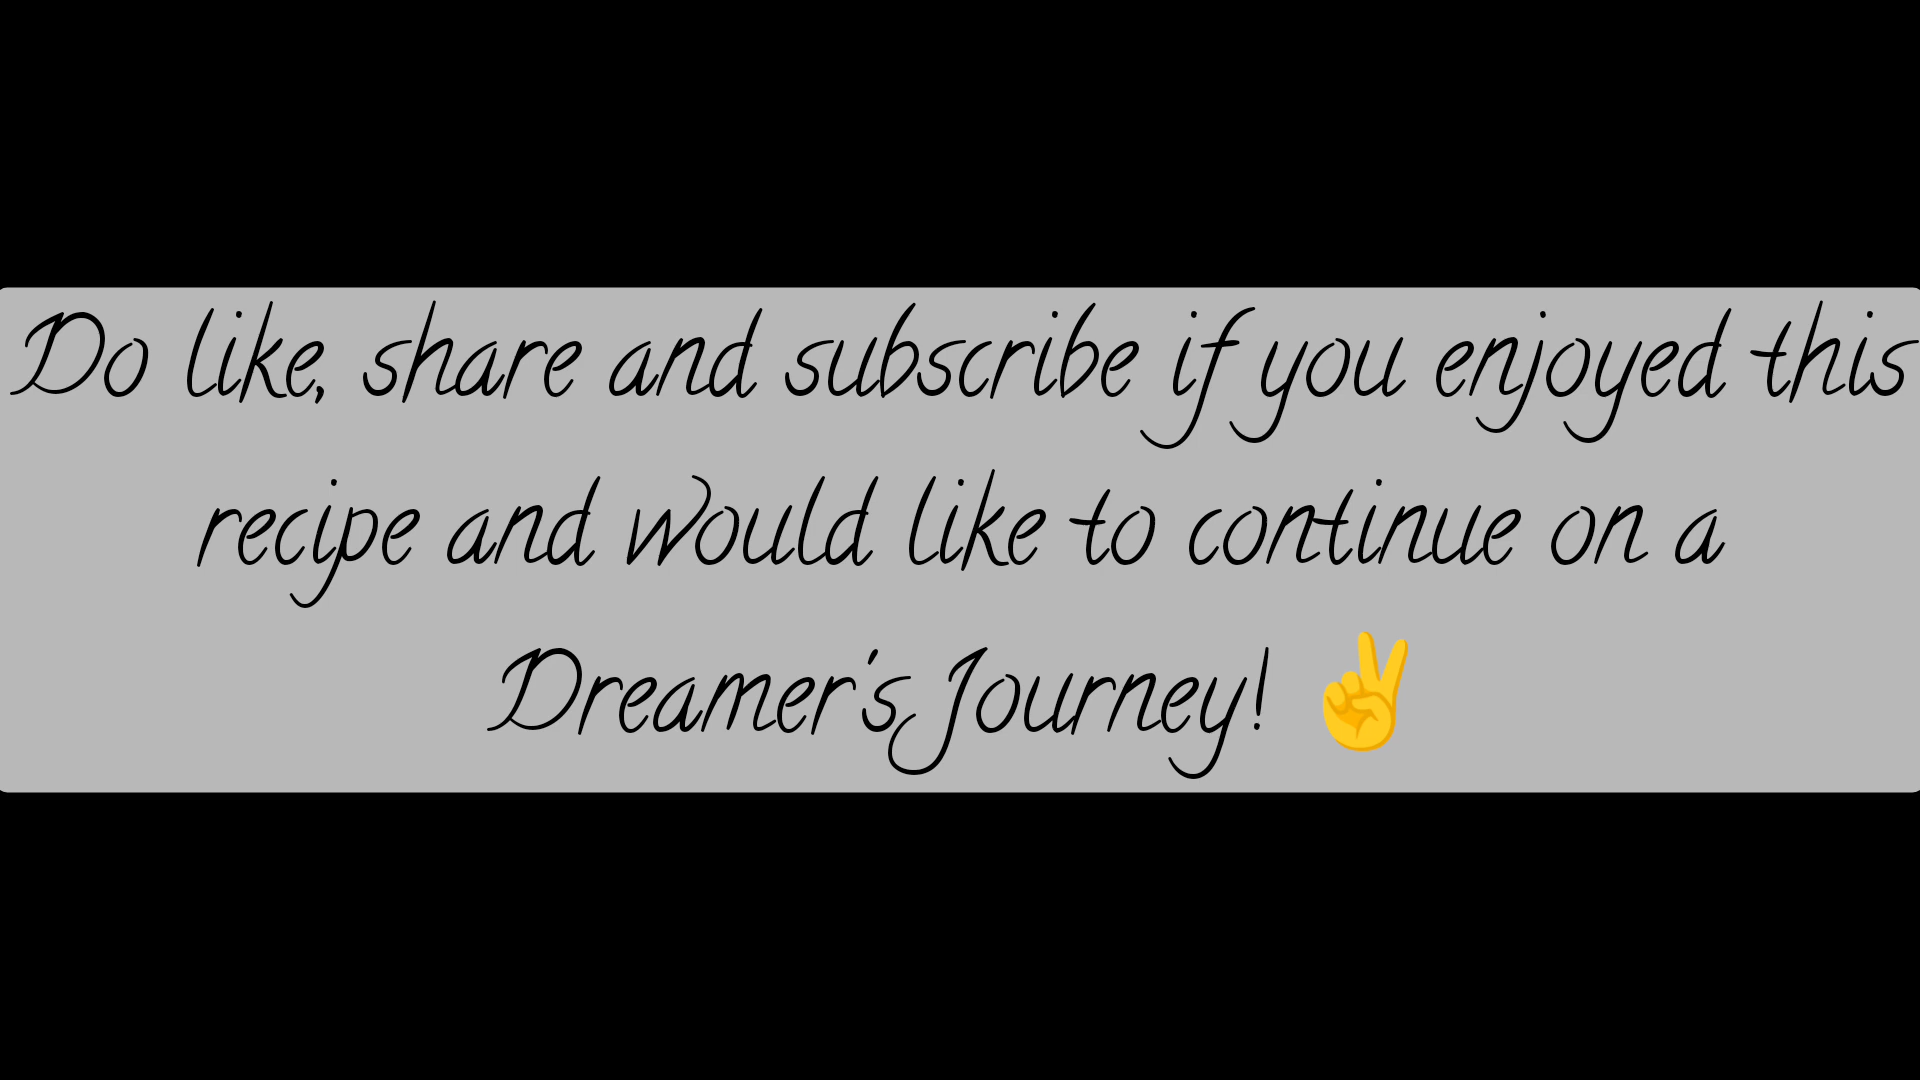 Do like, share and subscribe if you enjoyed this
recipe and would like to continue on a
Dreamer's Journey! ✌️